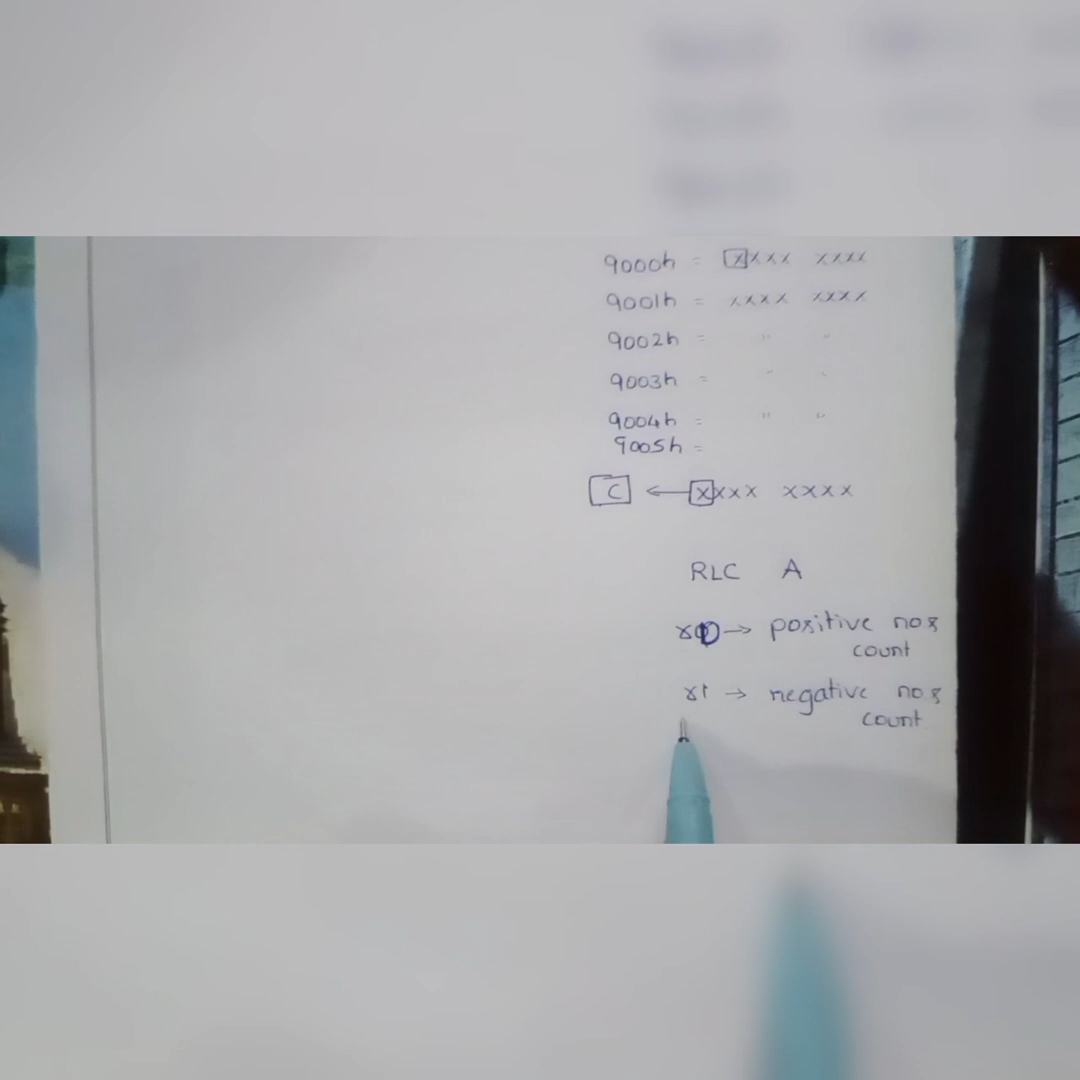 9000h = xxxx xxxx
9001h = xxxx xxxx
9002h = " "
9003h = " "
9004h = " "
9005h =
C ← xxxx xxxx
RLC A
r0 → positive nos
count
r1 → negative nos
count